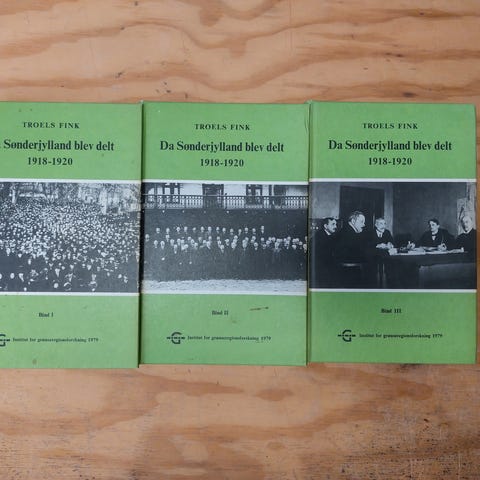 TROELS FINK
Sønderjylland blev delt
1918-1920
Bind I
Institut for grænseregionsforskning 1979
TROELS FINK
Da Sønderjylland blev delt
1918-1920
Bind II
G
Institut for grænseregionsforskning 1979
TROELS FINK
Da Sønderjylland blev delt
1918-1920
Bind III
G
Institut for grænseregionsforskning 1979